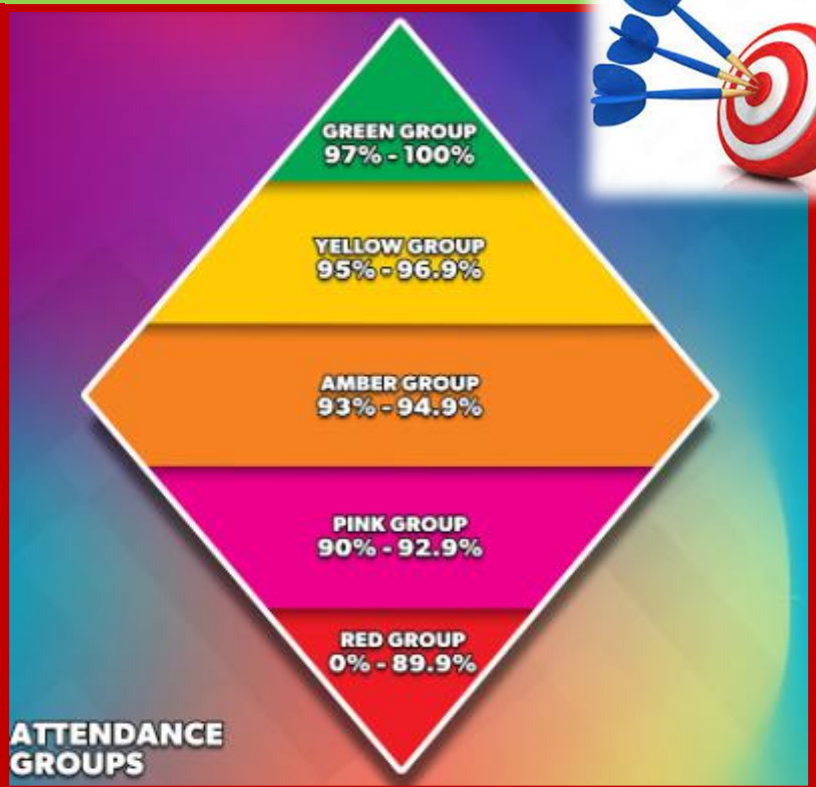 GREEN GROUP
97% - 100%
YELLOW GROUP
95% - 96.9%
AMBER GROUP
93% - 94.9%
PINK GROUP
90% - 92.9%
RED GROUP
0% - 89.9%
ATTENDANCE
GROUPS